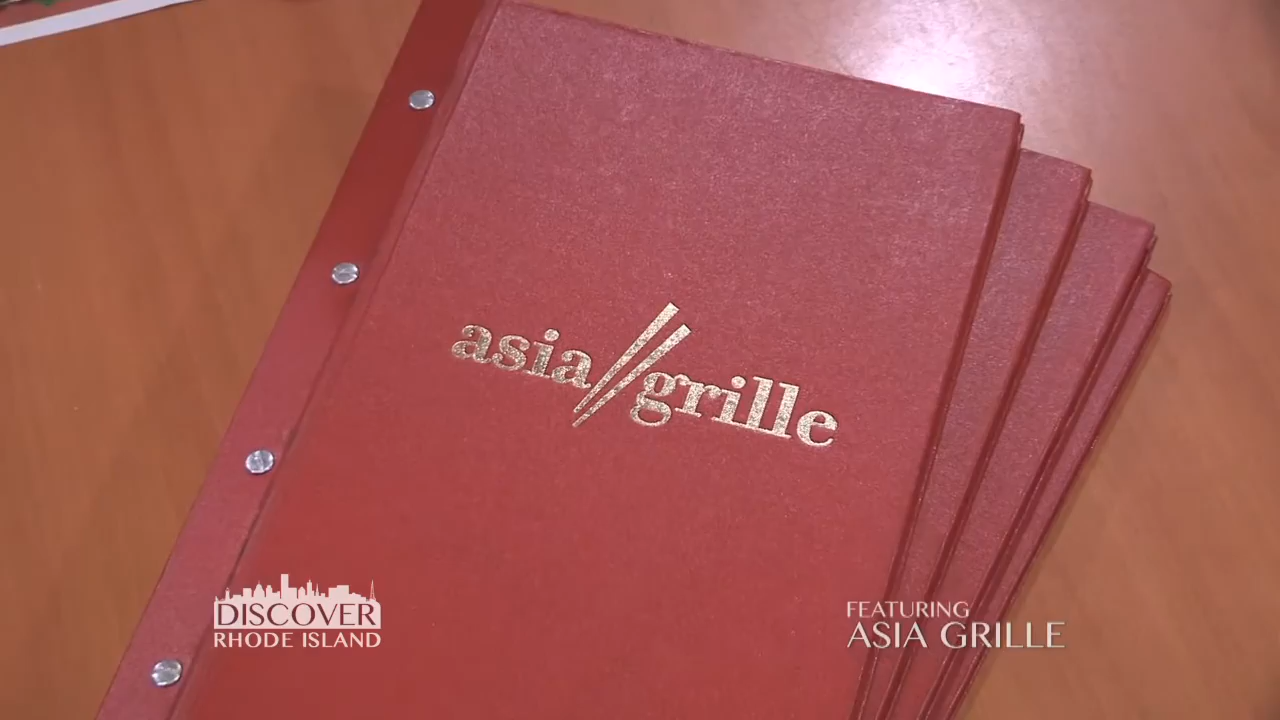 asia//grille
DISCOVER
RHODE ISLAND
FEATURING
ASIA GRILLE